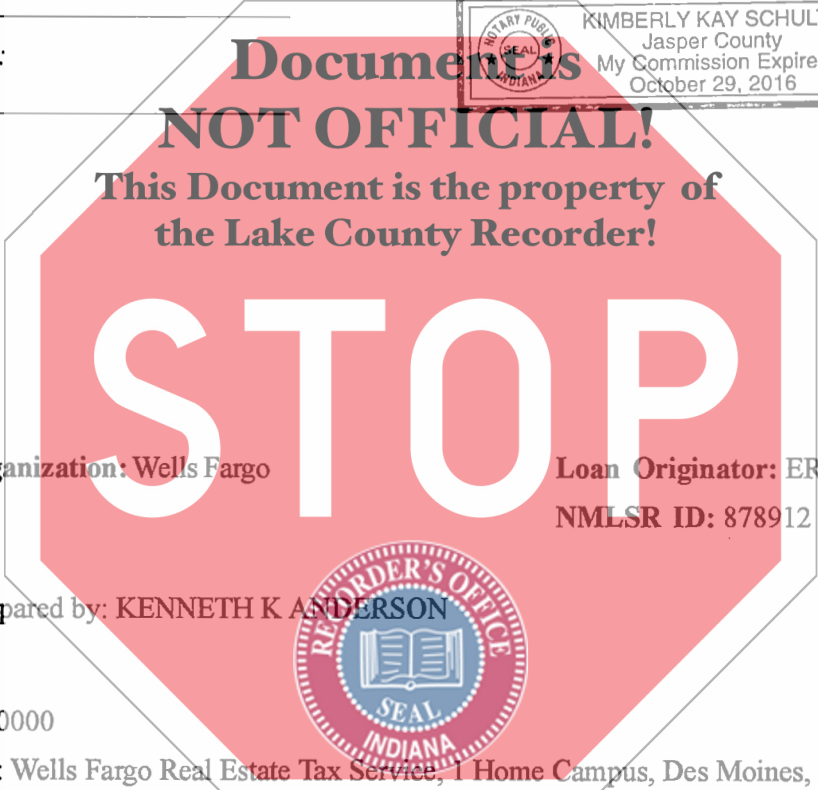 KIMBERLY KAY SCHUL
Jasper County
My Commission Expire
October 29, 2016
NOTARY PUBLIC
SEAL
INDIANA
:
Document is
NOT OFFICIAL!
This Document is the property of
the Lake County Recorder!
STOP
ganization: Wells Fargo
Loan Originator: ER
NMLSR ID: 878912
pared by: KENNETH K ANDERSON
RECORDER'S OFFICE
SEAL
INDIANA
0000
: Wells Fargo Real Estate Tax Service, 1 Home Campus, Des Moines,